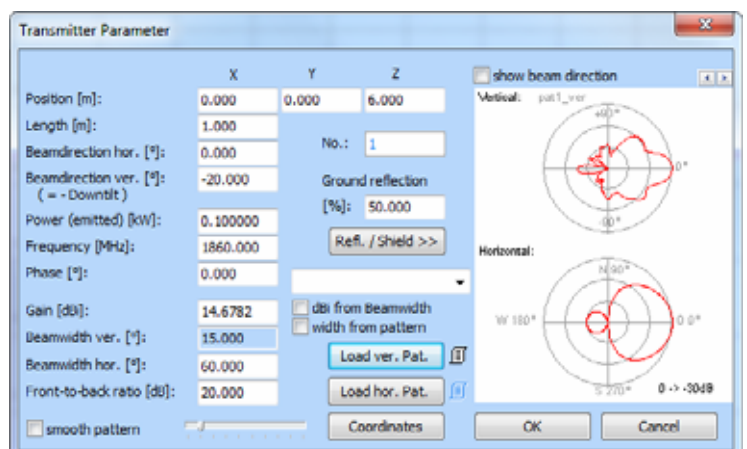 Transmitter Parameter
X Y Z
show beam direction
Position [m]: 0.000 0.000 6.000
Vertical: pat1_ver
+90°
0°
-90°
Length [m]: 1.000
No.: 1
Beamdirection hor. [°]: 0.000
Beamdirection ver. [°]: -20.000
( = - Downtilt )
Ground reflection
[%]: 50.000
Power (emitted) [kW]: 0.100000
Frequency [MHz]: 1860.000
Refl. / Shield >>
Phase [°]: 0.000
Horizontal:
N 90°
W 180°
0 0°
S 270°
0 -> -30dB
Gain [dBi]: 14.6782
dBi from Beamwidth
Beamwidth ver. [°]: 15.000
width from pattern
Load ver. Pat.
Beamwidth hor. [°]: 60.000
Front-to-back ratio [dB]: 20.000
Load hor. Pat.
smooth pattern
Coordinates
OK
Cancel